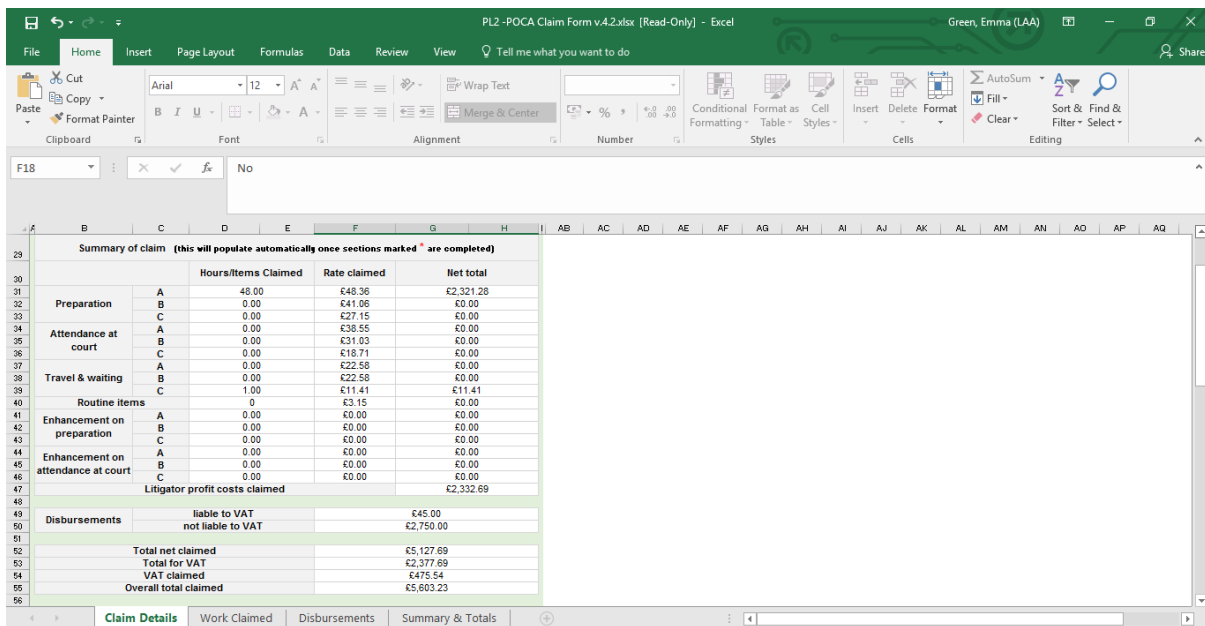 PL2 -POCA Claim Form v.4.2.xlsx [Read-Only] - Excel
Green, Emma (LAA)
File Home Insert Page Layout Formulas Data Review View Tell me what you want to do Share
Cut
Copy
Format Painter
Paste
Clipboard
Arial 12 A A
B I U A
Font
Wrap Text
Merge & Center
Alignment
% , .0 .00 .00 .0
Number
Conditional Formatting
Format as Table
Cell Styles
Styles
Insert Delete Format
Cells
AutoSum
Fill
Clear
Sort & Filter
Find & Select
Editing
F18 fx No
A B C D E F G H I AB AC AD AE AF AG AH AI AJ AK AL AM AN AO AP AQ
29 Summary of claim (this will populate automatically once sections marked * are completed)
30 Hours/Items Claimed Rate claimed Net total
31 Preparation A 48.00 £48.36 £2,321.28
32 B 0.00 £41.06 £0.00
33 C 0.00 £27.15 £0.00
34 Attendance at court A 0.00 £38.55 £0.00
35 B 0.00 £31.03 £0.00
36 C 0.00 £18.71 £0.00
37 Travel & waiting A 0.00 £22.58 £0.00
38 B 0.00 £22.58 £0.00
39 C 1.00 £11.41 £11.41
40 Routine items 0 £3.15 £0.00
41 Enhancement on preparation A 0.00 £0.00 £0.00
42 B 0.00 £0.00 £0.00
43 C 0.00 £0.00 £0.00
44 Enhancement on attendance at court A 0.00 £0.00 £0.00
45 B 0.00 £0.00 £0.00
46 C 0.00 £0.00 £0.00
47 Litigator profit costs claimed £2,332.69
48
49 Disbursements liable to VAT £45.00
50 not liable to VAT £2,750.00
51
52 Total net claimed £5,127.69
53 Total for VAT £2,377.69
54 VAT claimed £475.54
55 Overall total claimed £5,603.23
56
Claim Details Work Claimed Disbursements Summary & Totals